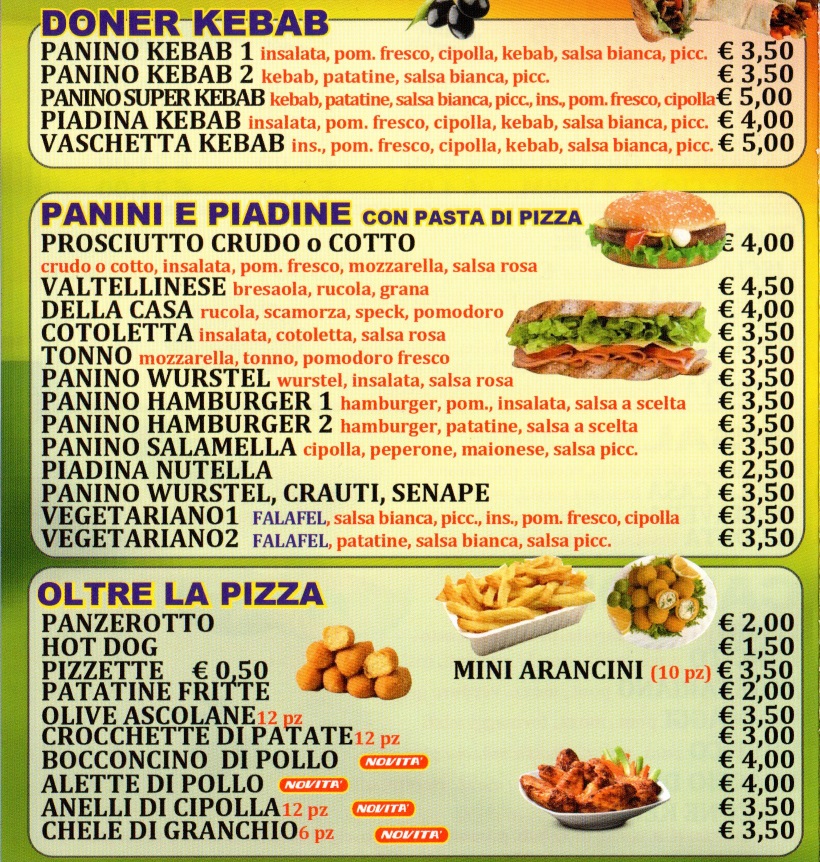 DONER KEBAB
PANINO KEBAB 1 insalata, pom. fresco, cipolla, kebab, salsa bianca, picc. € 3,50
PANINO KEBAB 2 kebab, patatine, salsa bianca, picc. € 3,50
PANINO SUPER KEBAB kebab, patatine, salsa bianca, picc., ins., pom. fresco, cipolla € 5,00
PIADINA KEBAB insalata, pom. fresco, cipolla, kebab, salsa bianca, picc. € 4,00
VASCHETTA KEBAB ins., pom. fresco, cipolla, kebab, salsa bianca, picc. € 5,00
PANINI E PIADINE CON PASTA DI PIZZA
PROSCIUTTO CRUDO o COTTO € 4,00
crudo o cotto, insalata, pom. fresco, mozzarella, salsa rosa
VALTELLINESE bresaola, rucola, grana € 4,50
DELLA CASA rucola, scamorza, speck, pomodoro € 4,00
COTOLETTA insalata, cotoletta, salsa rosa € 3,50
TONNO mozzarella, tonno, pomodoro fresco € 3,50
PANINO WURSTEL wurstel, insalata, salsa rosa € 3,50
PANINO HAMBURGER 1 hamburger, pom., insalata, salsa a scelta € 3,50
PANINO HAMBURGER 2 hamburger, patatine, salsa a scelta € 3,50
PANINO SALAMELLA cipolla, peperone, maionese, salsa picc. € 3,50
PIADINA NUTELLA € 2,50
PANINO WURSTEL, CRAUTI, SENAPE € 3,50
VEGETARIANO1 FALAFEL, salsa bianca, picc., ins., pom. fresco, cipolla € 3,50
VEGETARIANO2 FALAFEL, patatine, salsa bianca, salsa picc. € 3,50
OLTRE LA PIZZA
PANZEROTTO € 2,00
HOT DOG € 1,50
PIZZETTE € 0,50 MINI ARANCINI (10 pz) € 3,50
PATATINE FRITTE € 2,00
OLIVE ASCOLANE 12 pz € 3,50
CROCCHETTE DI PATATE 12 pz € 3,00
BOCCONCINO DI POLLO NOVITA' € 4,00
ALETTE DI POLLO NOVITA' € 4,00
ANELLI DI CIPOLLA 12 pz NOVITA' € 3,50
CHELE DI GRANCHIO 6 pz NOVITA' € 3,50